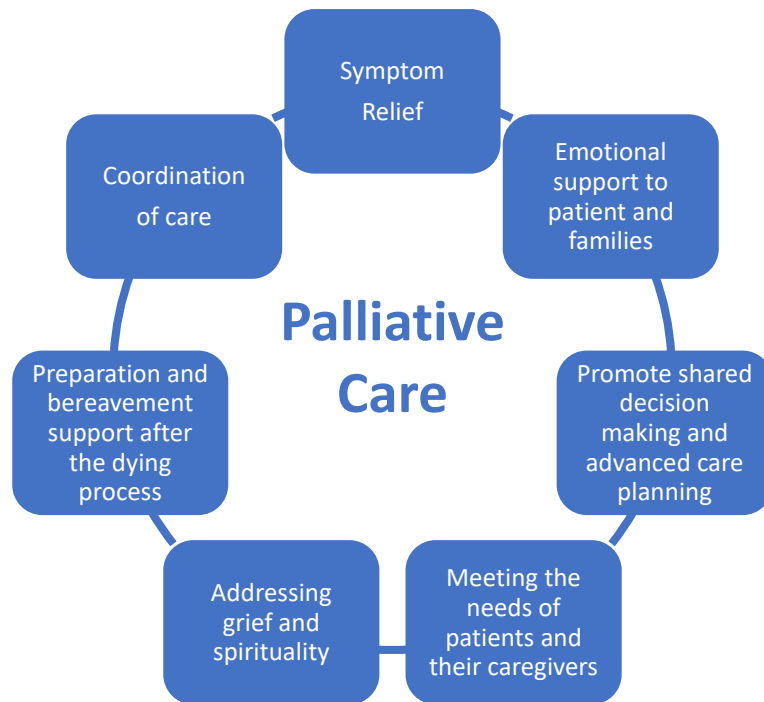 Symptom
Relief
Emotional
support to
patient and
families
Promote shared
decision
making and
advanced care
planning
Meeting the
needs of
patients and
their caregivers
Addressing
grief and
spirituality
Preparation and
bereavement
support after
the dying
process
Coordination
of care
Palliative
Care